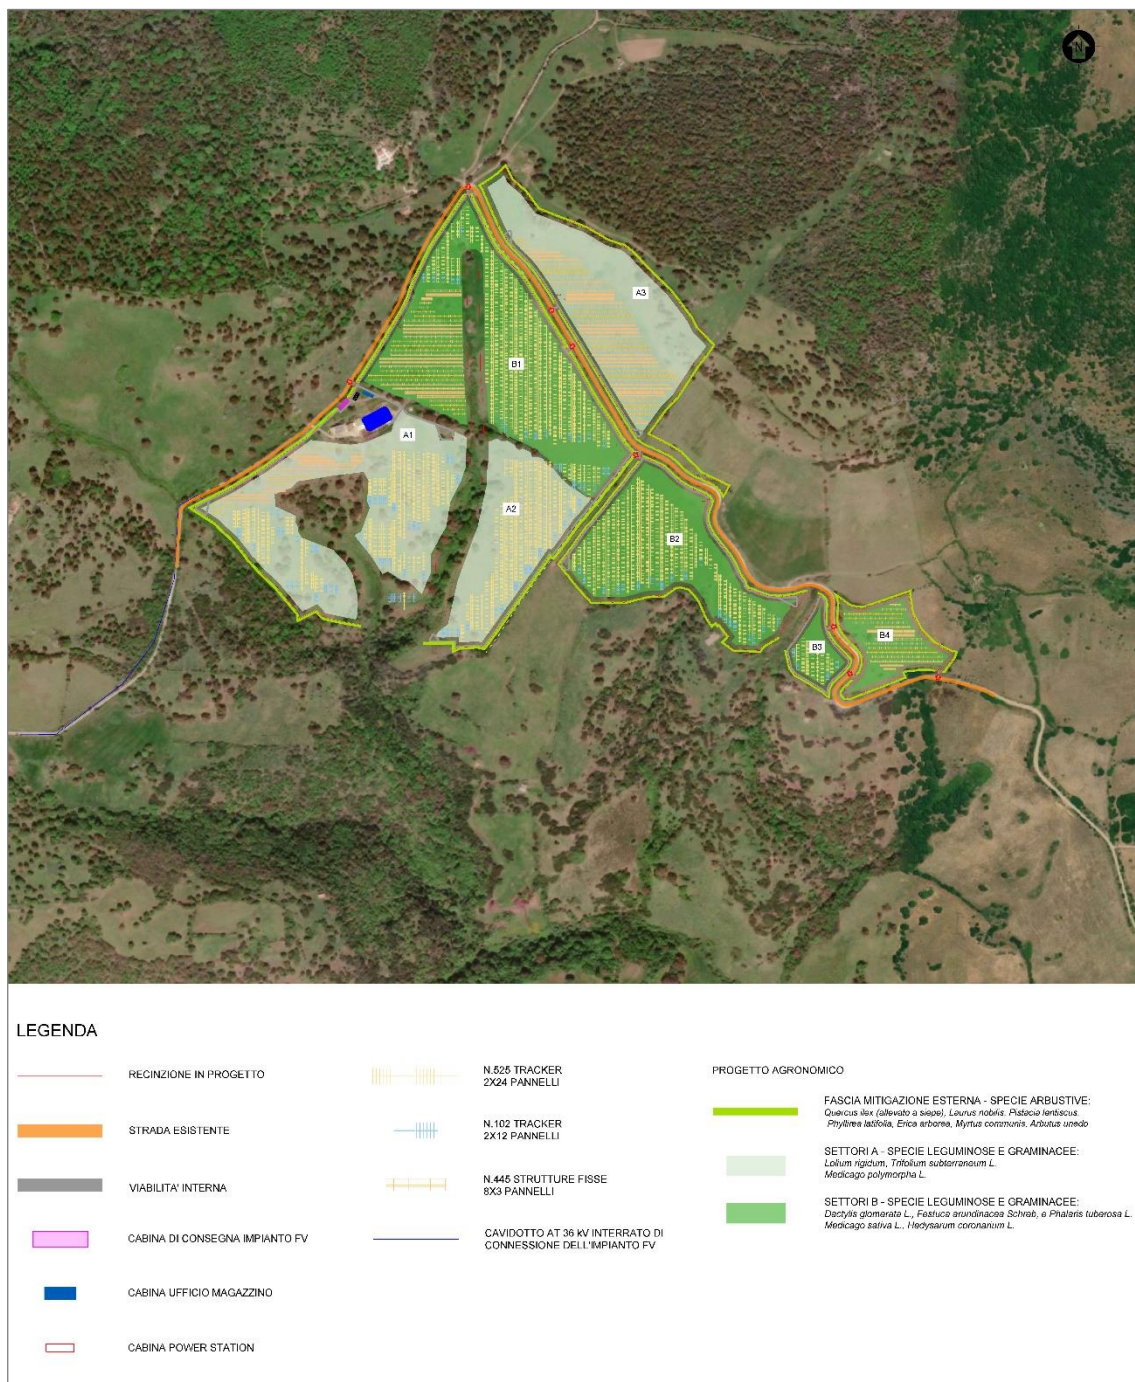 N
A3
B1
A1
A2
B2
B3
B4
LEGENDA
RECINZIONE IN PROGETTO
STRADA ESISTENTE
VIABILITA' INTERNA
CABINA DI CONSEGNA IMPIANTO FV
CABINA UFFICIO MAGAZZINO
CABINA POWER STATION
N.525 TRACKER
2X24 PANNELLI
N.102 TRACKER
2X12 PANNELLI
N.445 STRUTTURE FISSE
8X3 PANNELLI
CAVIDOTTO AT 36 kV INTERRATO DI
CONNESSIONE DELL'IMPIANTO FV
PROGETTO AGRONOMICO
FASCIA MITIGAZIONE ESTERNA - SPECIE ARBUSTIVE:
Quercus ilex (allevato a siepe), Laurus nobilis, Pistacia lentiscus,
Phyllirea latifolia, Erica arborea, Myrtus communis, Arbutus unedo
SETTORI A - SPECIE LEGUMINOSE E GRAMINACEE:
Lolium rigidum, Trifolium subterraneum L.
Medicago polymorpha L.
SETTORI B - SPECIE LEGUMINOSE E GRAMINACEE:
Dactylis glomerata L., Festuca arundinacea Schreb, e Phalaris tuberosa L.
Medicago sativa L., Hedysarum coronarium L.